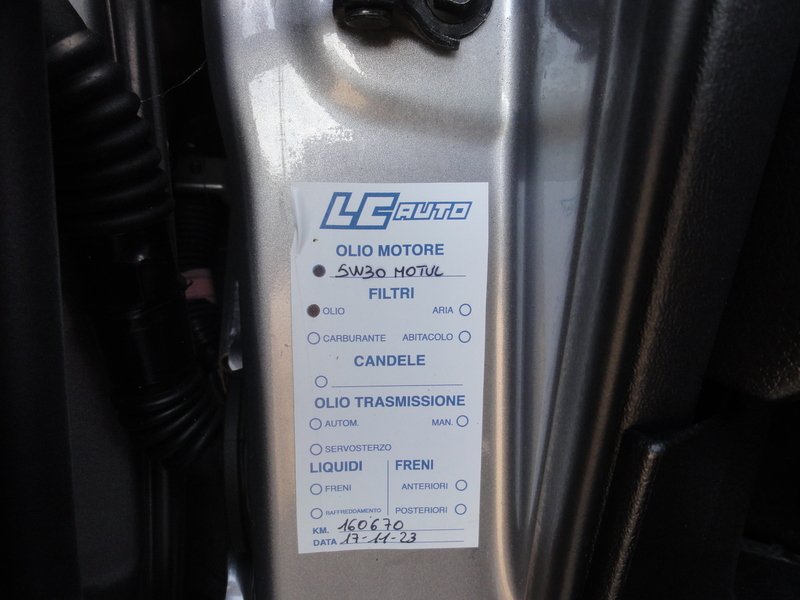 LC AUTO
OLIO MOTORE
5W30 MOTUL
FILTRI
OLIO ARIA
CARBURANTE ABITACOLO
CANDELE
OLIO TRASMISSIONE
AUTOM. MAN.
SERVOSTERZO
LIQUIDI FRENI
FRENI ANTERIORI
RAFFREDDAMENTO POSTERIORI
KM. 160670
DATA 17-11-23